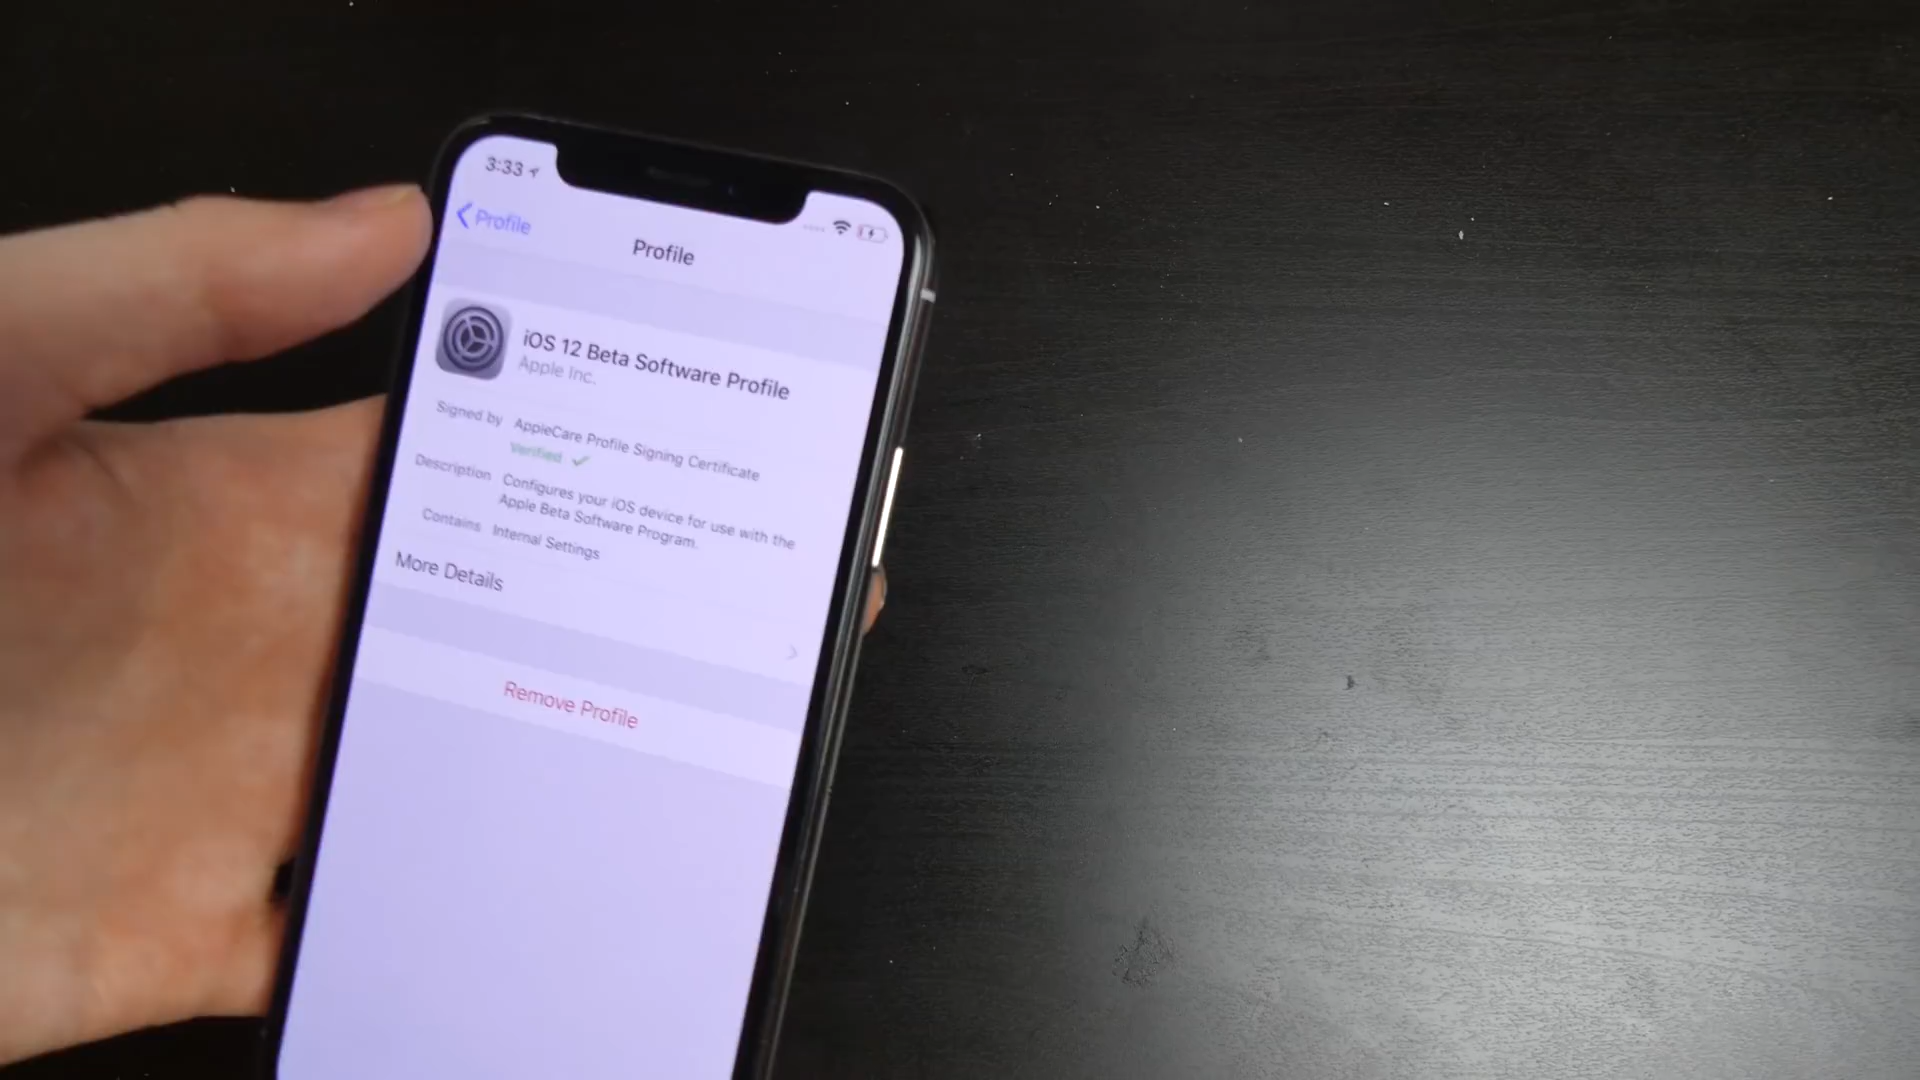 3:33
Profile
Profile
iOS 12 Beta Software Profile
Apple Inc.
Signed by AppleCare Profile Signing Certificate
Verified
Description Configures your iOS device for use with the
Apple Beta Software Program.
Contains Internal Settings
More Details
Remove Profile